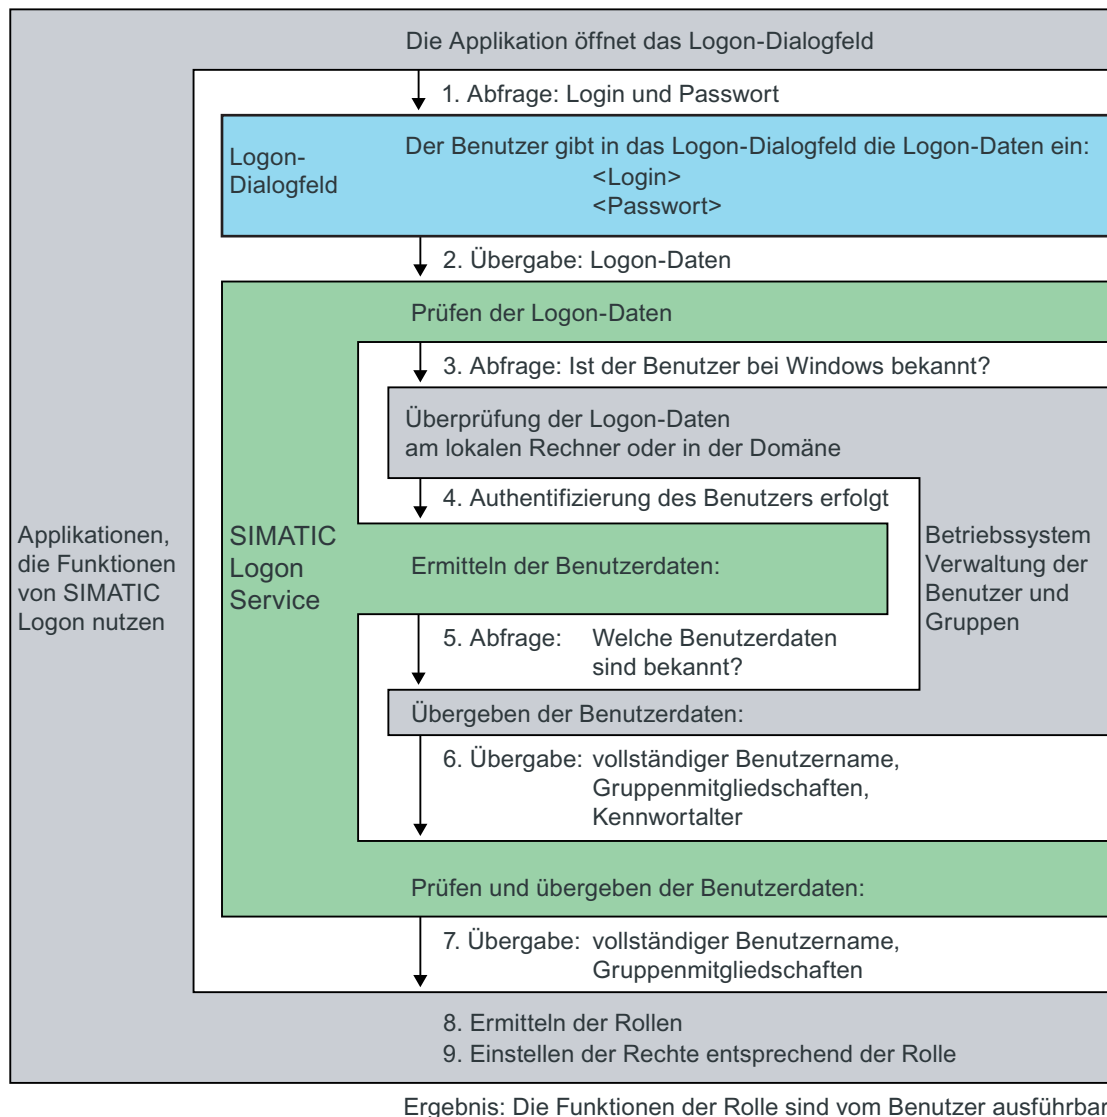 Die Applikation öffnet das Logon-Dialogfeld
1. Abfrage: Login und Passwort
Logon-
Dialogfeld
Der Benutzer gibt in das Logon-Dialogfeld die Logon-Daten ein:
<Login>
<Passwort>
2. Übergabe: Logon-Daten
Prüfen der Logon-Daten
3. Abfrage: Ist der Benutzer bei Windows bekannt?
Überprüfung der Logon-Daten
am lokalen Rechner oder in der Domäne
4. Authentifizierung des Benutzers erfolgt
Applikationen,
die Funktionen
von SIMATIC
Logon nutzen
SIMATIC
Logon
Service
Ermitteln der Benutzerdaten:
Betriebssystem
Verwaltung der
Benutzer und
Gruppen
5. Abfrage: Welche Benutzerdaten
sind bekannt?
Übergeben der Benutzerdaten:
6. Übergabe: vollständiger Benutzername,
Gruppenmitgliedschaften,
Kennwortalter
Prüfen und übergeben der Benutzerdaten:
7. Übergabe: vollständiger Benutzername,
Gruppenmitgliedschaften
8. Ermitteln der Rollen
9. Einstellen der Rechte entsprechend der Rolle
Ergebnis: Die Funktionen der Rolle sind vom Benutzer ausführbar